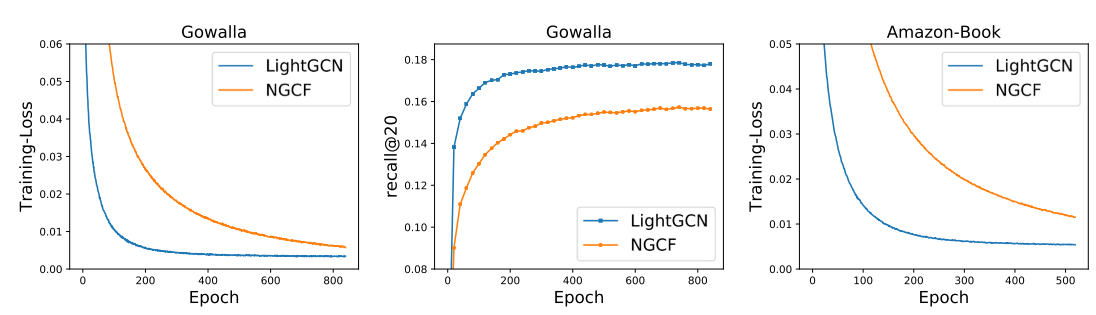 Gowalla
0.06
0.05
0.04
0.03
0.02
0.01
0.00
Training-Loss
LightGCN
NGCF
0 200 400 600 800
Epoch
Gowalla
0.18
0.16
0.14
0.12
0.10
0.08
recall@20
LightGCN
NGCF
0 200 400 600 800
Epoch
Amazon-Book
0.05
0.04
0.03
0.02
0.01
0.00
Training-Loss
LightGCN
NGCF
0 100 200 300 400 500
Epoch